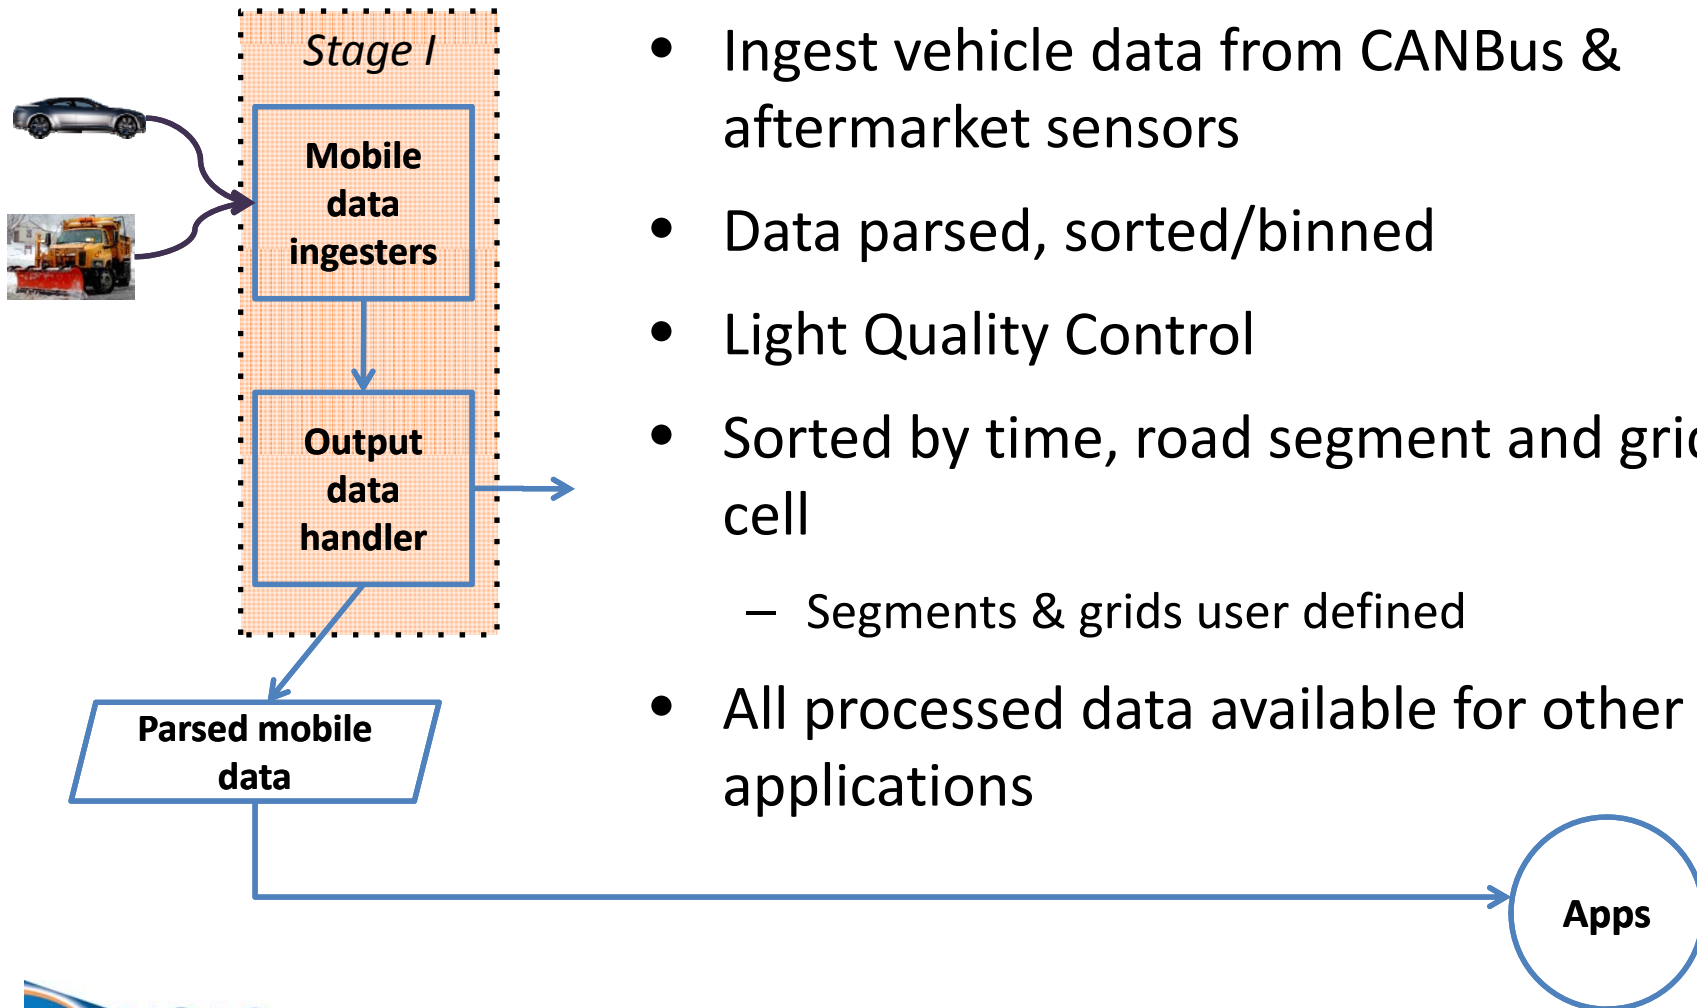 Stage I
Mobile
data
ingesters
Output
data
handler
Parsed mobile
data
• Ingest vehicle data from CANBus &
aftermarket sensors
• Data parsed, sorted/binned
• Light Quality Control
• Sorted by time, road segment and grid
cell
– Segments & grids user defined
• All processed data available for other
applications
Apps